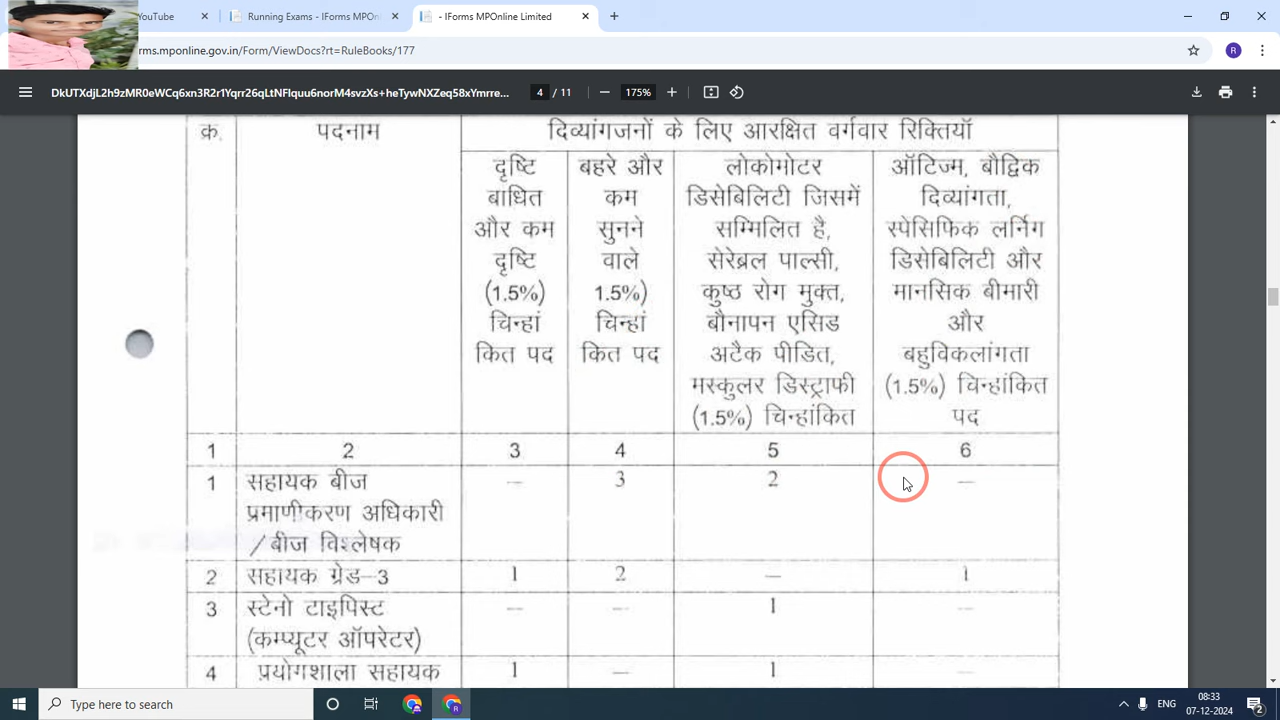 YouTube
Running Exams - IForms MPOn
- IForms MPOnline Limited
rms.mponline.gov.in/Form/ViewDocs?rt=RuleBooks/177
R
DkUTXdjL2h9zMR0eWCq6xn3R2r1Yqrr26qLtNFlquu6norM4svzXs+heTywNXZeq58xYmrre...
4 / 11
175%
क्र. पदनाम दिव्यांगजनों के लिए आरक्षित वर्गवार रिक्तियाँ
दृष्टि
बाधित
और कम
दृष्टि
(1.5%)
चिन्हां
कित पद
बहरे और
कम
सुनने
वाले
1.5%)
चिन्हां
कित पद
लोकोमोटर
डिसेबिलिटी जिसमें
सम्मिलित है,
सेरेब्रल पाल्सी,
कुष्ठ रोग मुक्त,
बौनापन एसिड
अटैक पीडित,
मस्कुलर डिस्ट्राफी
(1.5%) चिन्हांकित
ऑटिज्म, बौद्विक
दिव्यांगता,
स्पेसिफिक लर्निग
डिसेबिलिटी और
मानसिक बीमारी
और
बहुविकलांगता
(1.5%) चिन्हांकित
पद
1 2 3 4 5 6
1 सहायक बीज – 3 2 –
प्रमाणीकरण अधिकारी
/बीज विश्लेषक
2 सहायक ग्रेड–3 1 2 – 1
3 स्टेनो टाइपिस्ट – – 1 –
(कम्प्यूटर ऑपरेटर)
4 प्रयोगशाला सहायक 1 – 1 –
Type here to search
ENG
08:33
07-12-2024
2